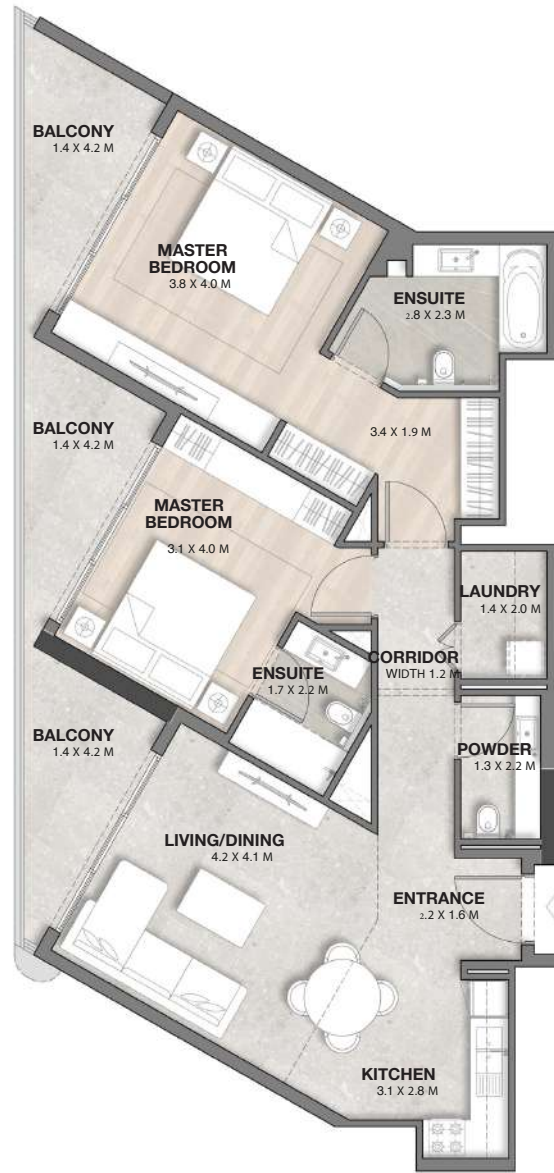 BALCONY
1.4 X 4.2 M
MASTER
BEDROOM
3.8 X 4.0 M
ENSUITE
2.8 X 2.3 M
BALCONY
1.4 X 4.2 M
3.4 X 1.9 M
MASTER
BEDROOM
3.1 X 4.0 M
LAUNDRY
1.4 X 2.0 M
ENSUITE
1.7 X 2.2 M
CORRIDOR
WIDTH 1.2 M
BALCONY
1.4 X 4.2 M
POWDER
1.3 X 2.2 M
LIVING/DINING
4.2 X 4.1 M
ENTRANCE
2.2 X 1.6 M
KITCHEN
3.1 X 2.8 M